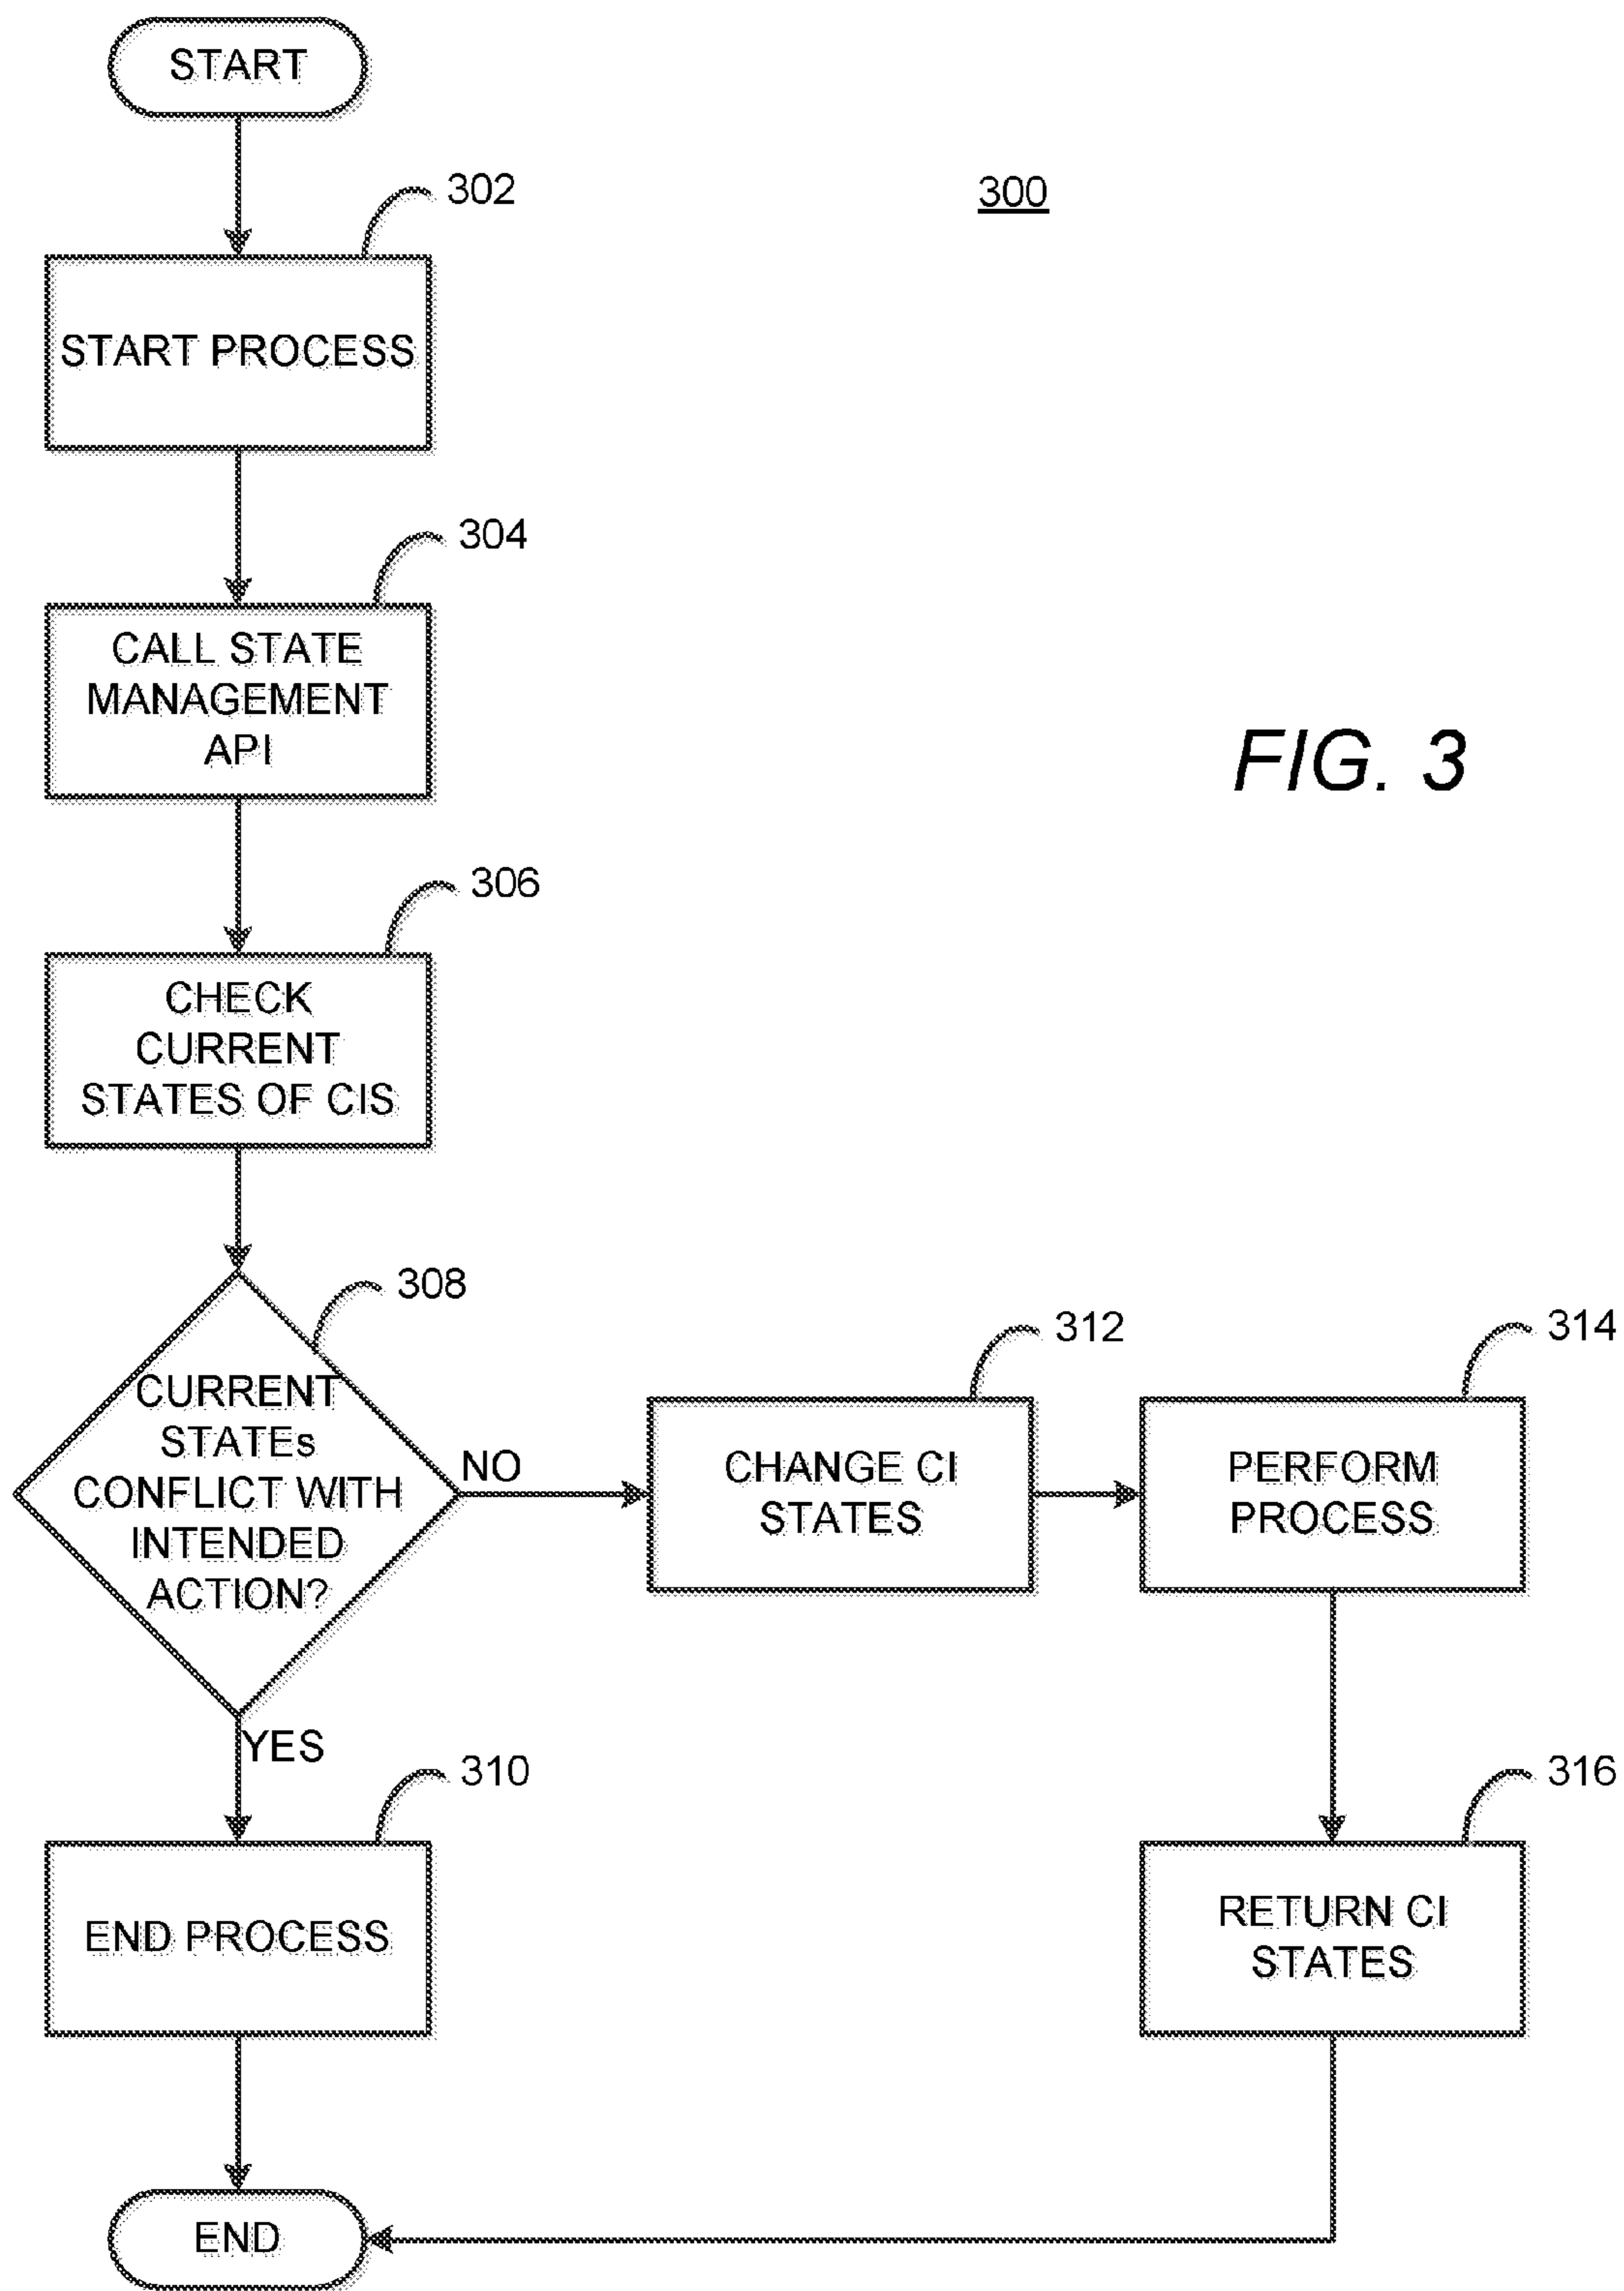 START
302
300
START PROCESS
304
CALL STATE
MANAGEMENT
API
FIG. 3
306
CHECK
CURRENT
STATES OF CIS
308
CURRENT
STATEs
CONFLICT WITH
INTENDED
ACTION?
NO
312
CHANGE CI
STATES
314
PERFORM
PROCESS
YES
310
END PROCESS
316
RETURN CI
STATES
END